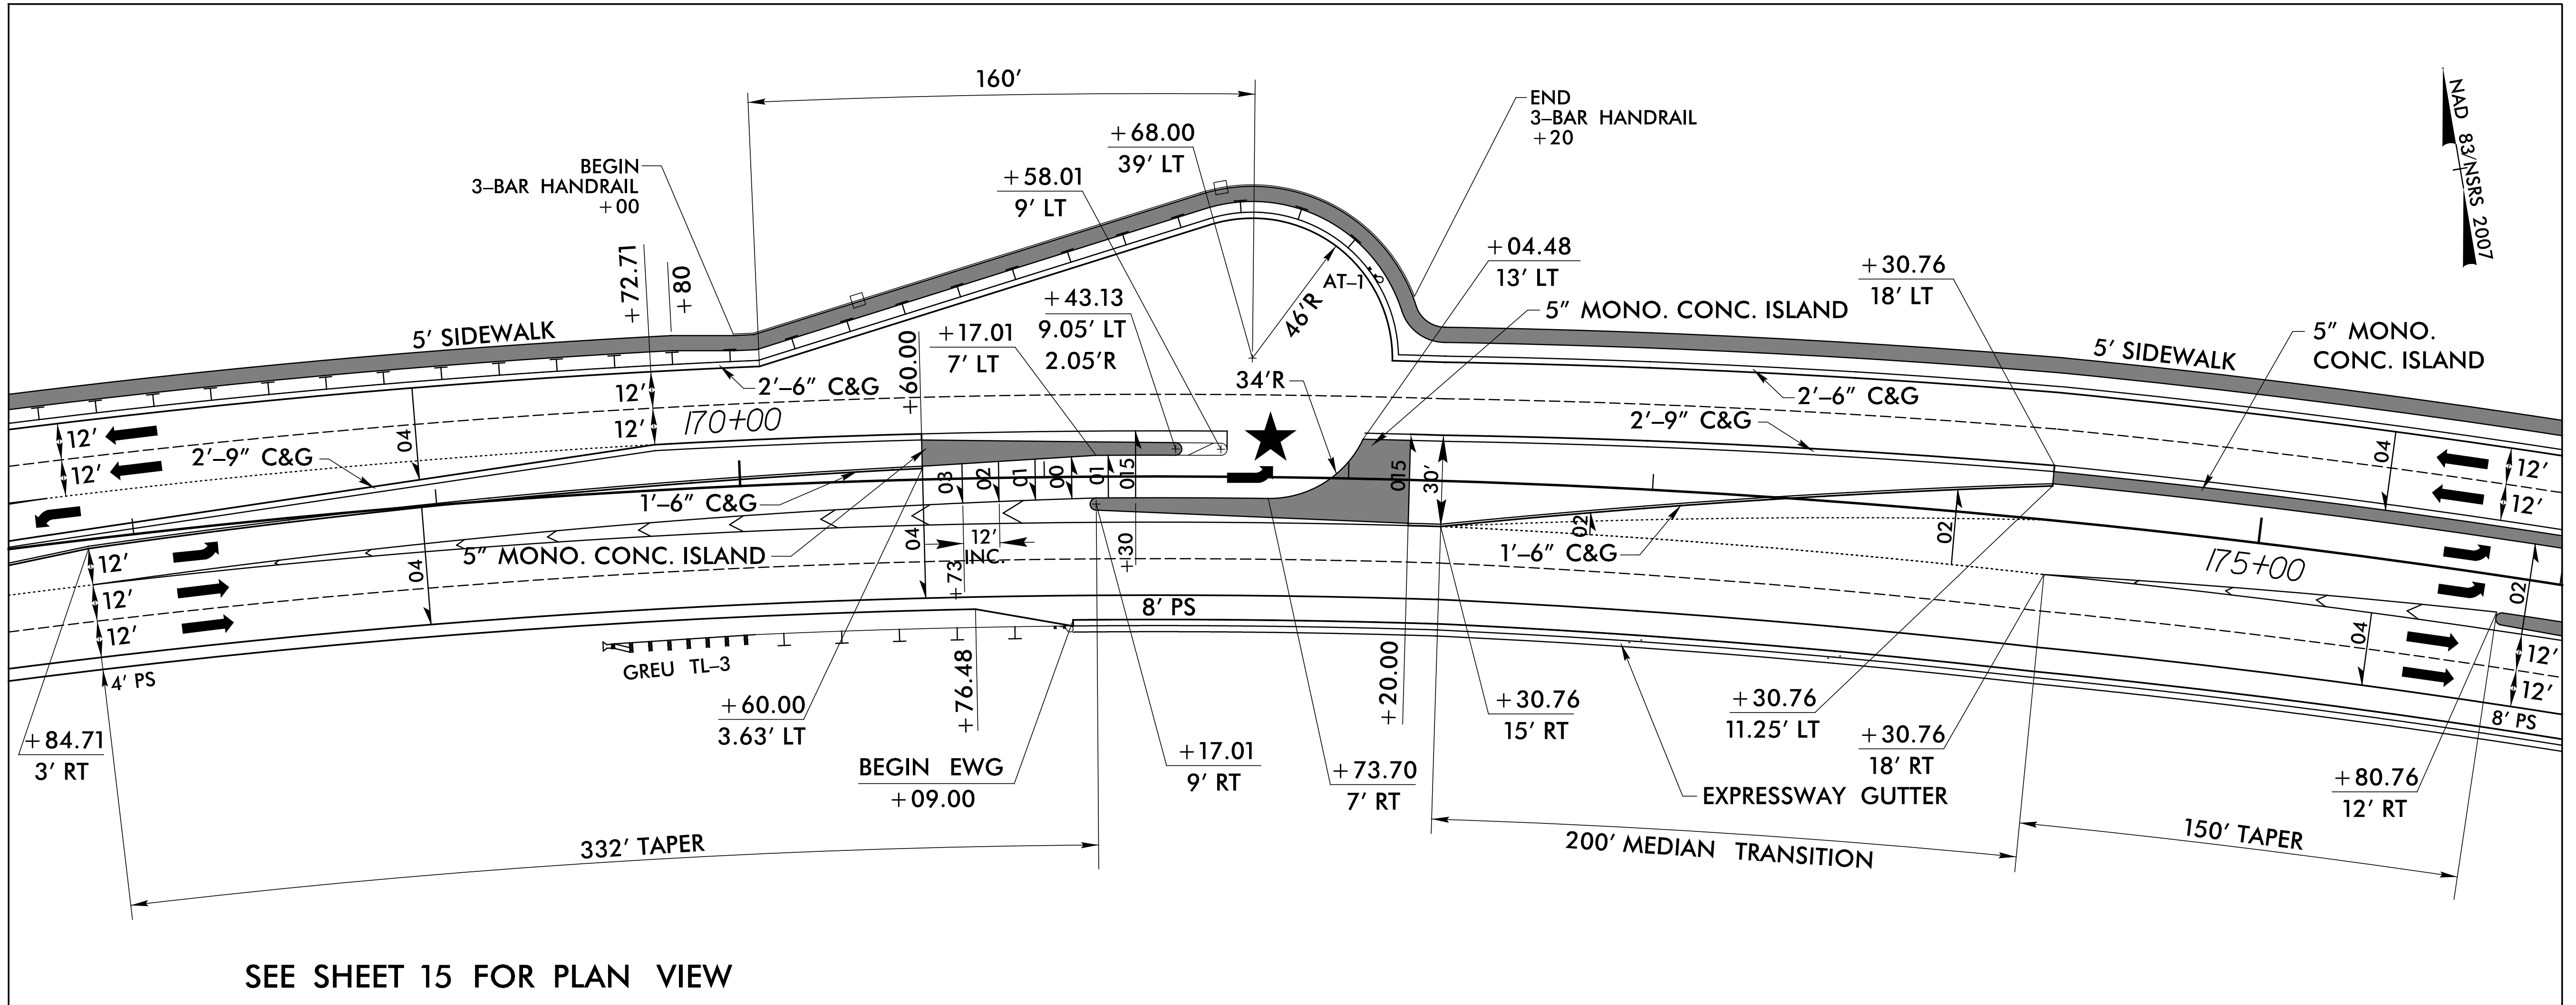 160'
END
3–BAR HANDRAIL
+20
+68.00
39' LT
BEGIN
3–BAR HANDRAIL
+00
+58.01
9' LT
NAD 83/NSRS 2007
+72.71
+80
+04.48
13' LT
+30.76
18' LT
+43.13
9.05' LT
2.05'R
AT–1
46'R
5" MONO. CONC. ISLAND
5' SIDEWALK
+60.00
+17.01
7' LT
5' SIDEWALK
5" MONO.
CONC. ISLAND
34'R
12'
12'
2'–6" C&G
2'–6" C&G
170+00
2'–9" C&G
12'
12'
04
2'–9" C&G
04
12'
12'
03
02
01
00
01
015
015
30'
1'–6" C&G
02
02
1'–6" C&G
175+00
12'
12'
12'
04
04
5" MONO. CONC. ISLAND
12'
INC.
+73
+30
02
04
12'
12'
8' PS
8' PS
4' PS
GREU TL–3
+76.48
+60.00
3.63' LT
+20.00
+30.76
15' RT
+30.76
11.25' LT
+30.76
18' RT
+84.71
3' RT
BEGIN EWG
+09.00
+17.01
9' RT
+73.70
7' RT
EXPRESSWAY GUTTER
+80.76
12' RT
332' TAPER
200' MEDIAN TRANSITION
150' TAPER
SEE SHEET 15 FOR PLAN VIEW